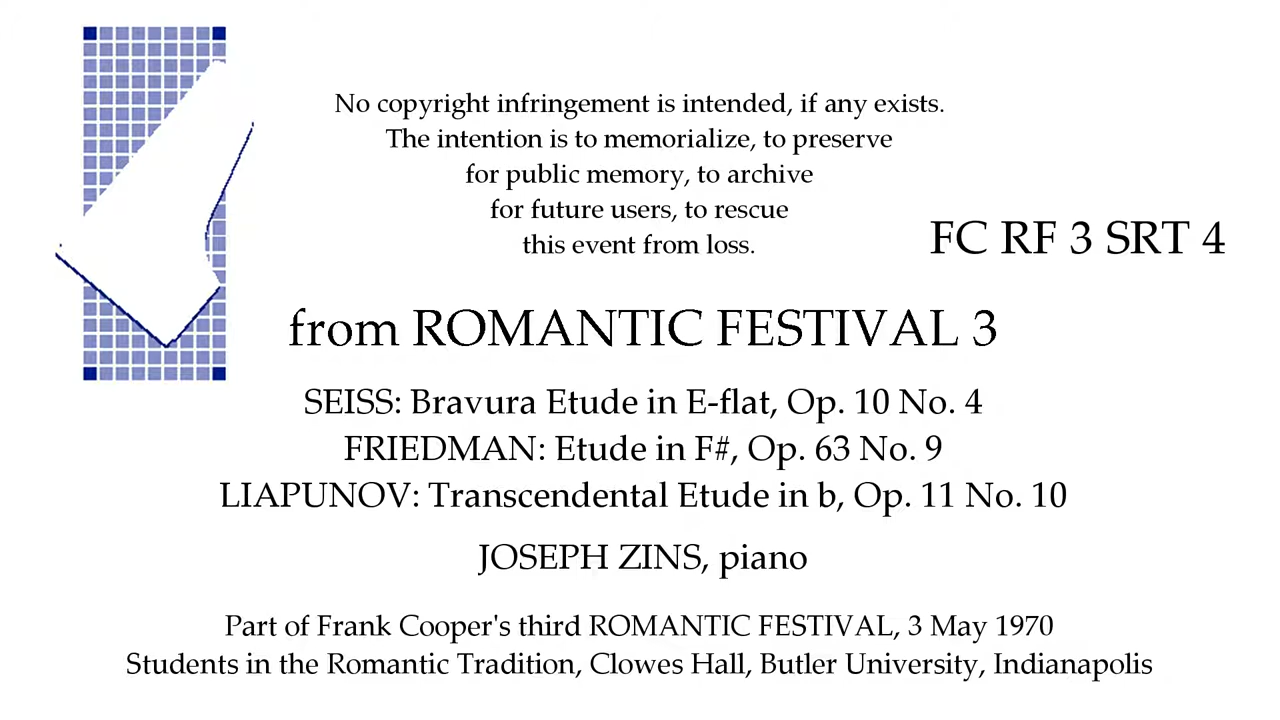 No copyright infringement is intended, if any exists.
The intention is to memorialize, to preserve
for public memory, to archive
for future users, to rescue
this event from loss.
FC RF 3 SRT 4
from ROMANTIC FESTIVAL 3
SEISS: Bravura Etude in E-flat, Op. 10 No. 4
FRIEDMAN: Etude in F#, Op. 63 No. 9
LIAPUNOV: Transcendental Etude in b, Op. 11 No. 10
JOSEPH ZINS, piano
Part of Frank Cooper's third ROMANTIC FESTIVAL, 3 May 1970
Students in the Romantic Tradition, Clowes Hall, Butler University, Indianapolis